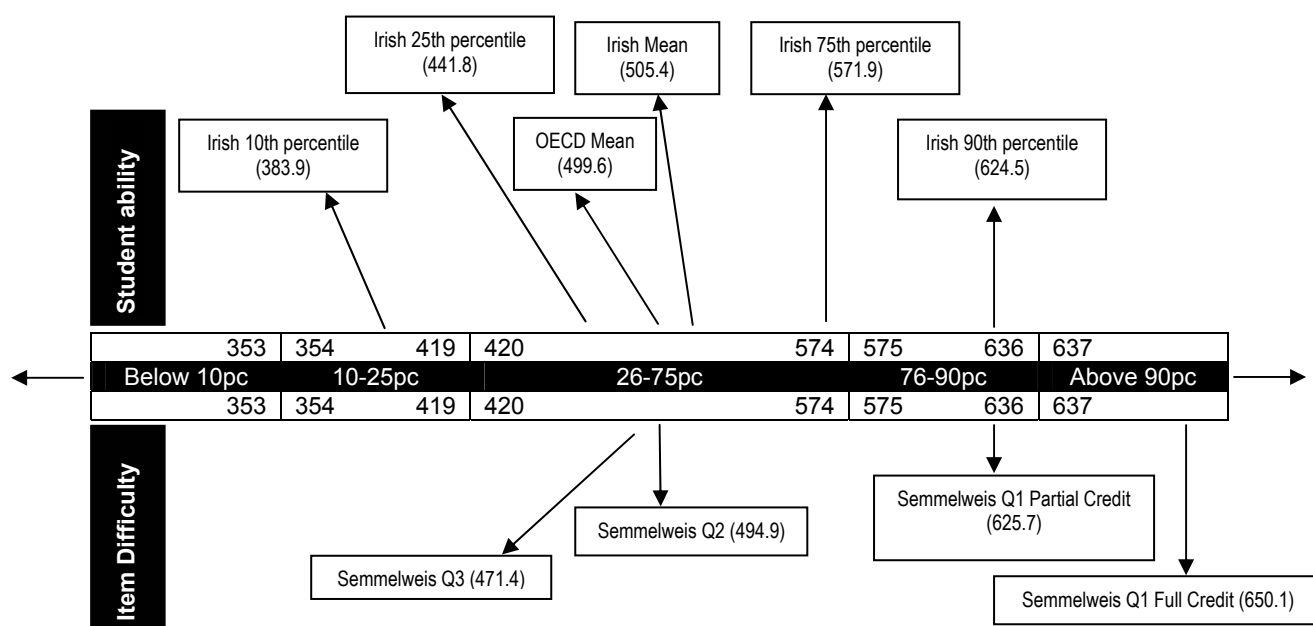 Irish 25th percentile
(441.8)
Irish Mean
(505.4)
Irish 75th percentile
(571.9)
Irish 10th percentile
(383.9)
OECD Mean
(499.6)
Irish 90th percentile
(624.5)
Student ability
353 354 419 420 574 575 636 637
Below 10pc 10-25pc 26-75pc 76-90pc Above 90pc
353 354 419 420 574 575 636 637
Item Difficulty
Semmelweis Q3 (471.4)
Semmelweis Q2 (494.9)
Semmelweis Q1 Partial Credit
(625.7)
Semmelweis Q1 Full Credit (650.1)